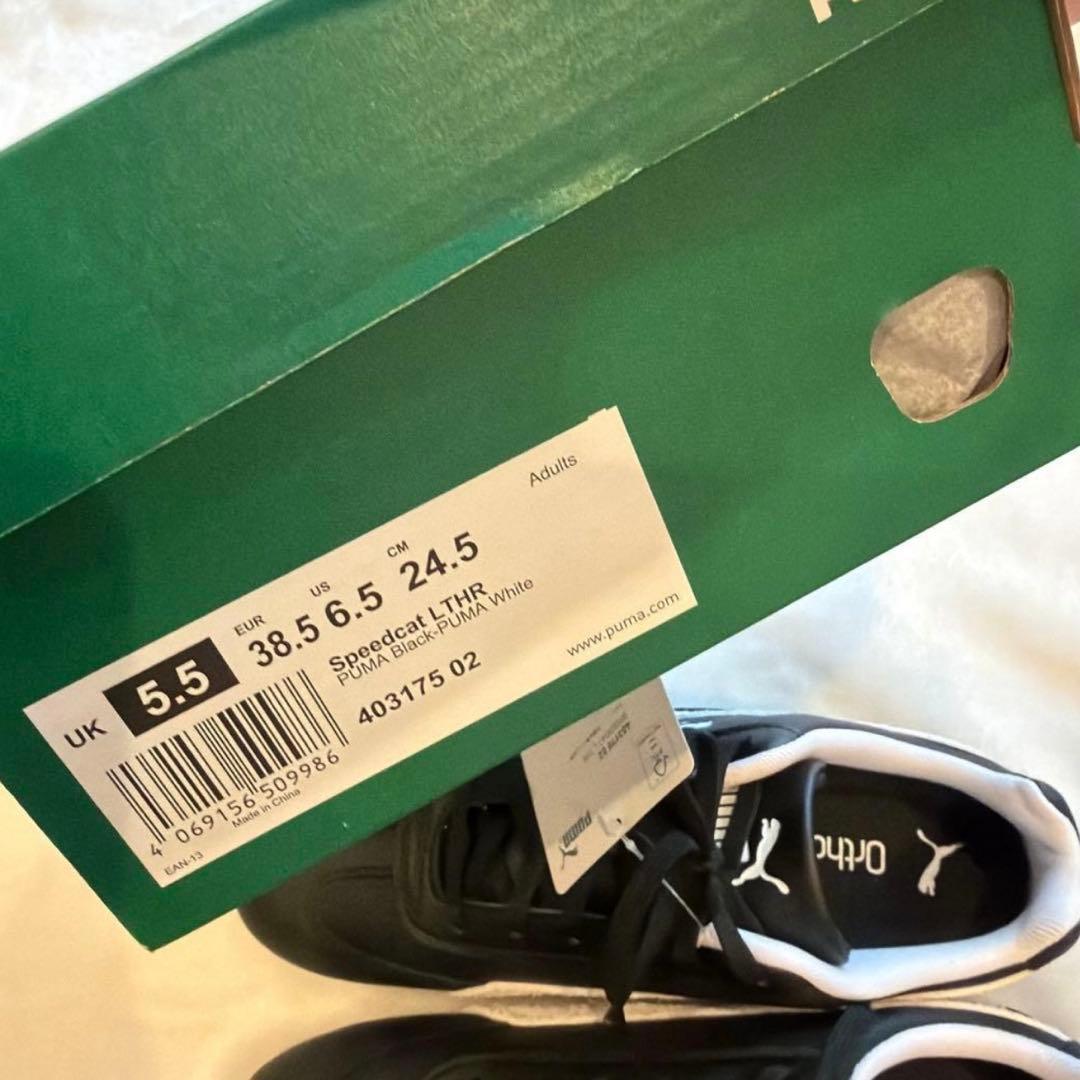 Adults
UK 5.5 EUR 38.5 US 6.5 CM 24.5
Speedcat LTHR
PUMA Black-PUMA White
403175 02
www.puma.com
4 069156 509986
Made in China
EAN-13
PUMA
Ortho